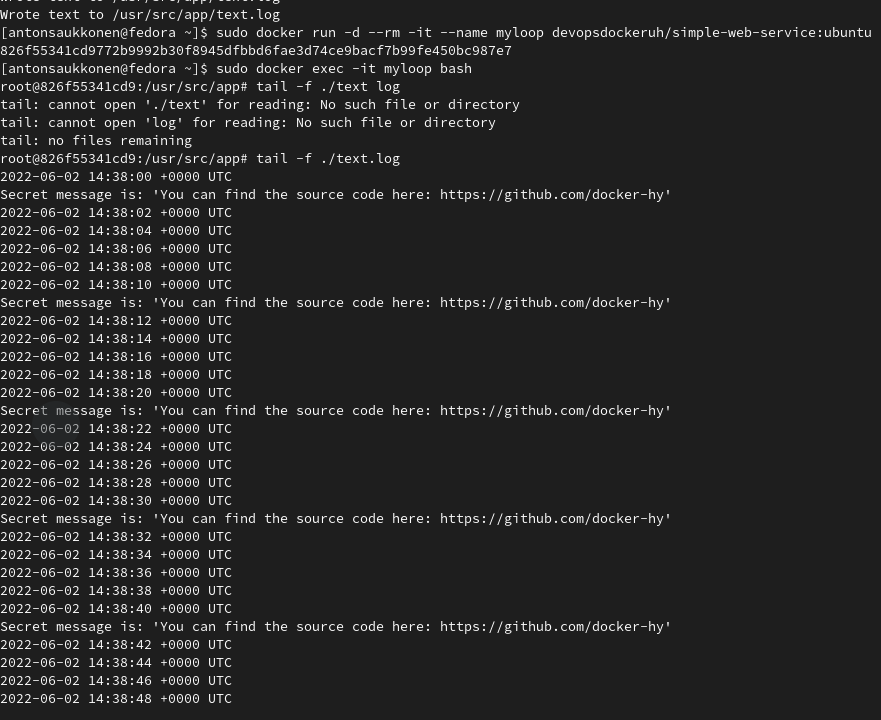 Wrote text to /usr/src/app/text.log
[antonsaukkonen@fedora ~]$ sudo docker run -d --rm -it --name myloop devopsdockeruh/simple-web-service:ubuntu
826f55341cd9772b9992b30f8945dfbbd6fae3d74ce9bacf7b99fe450bc987e7
[antonsaukkonen@fedora ~]$ sudo docker exec -it myloop bash
root@826f55341cd9:/usr/src/app# tail -f ./text log
tail: cannot open './text' for reading: No such file or directory
tail: cannot open 'log' for reading: No such file or directory
tail: no files remaining
root@826f55341cd9:/usr/src/app# tail -f ./text.log
2022-06-02 14:38:00 +0000 UTC
Secret message is: 'You can find the source code here: https://github.com/docker-hy'
2022-06-02 14:38:02 +0000 UTC
2022-06-02 14:38:04 +0000 UTC
2022-06-02 14:38:06 +0000 UTC
2022-06-02 14:38:08 +0000 UTC
2022-06-02 14:38:10 +0000 UTC
Secret message is: 'You can find the source code here: https://github.com/docker-hy'
2022-06-02 14:38:12 +0000 UTC
2022-06-02 14:38:14 +0000 UTC
2022-06-02 14:38:16 +0000 UTC
2022-06-02 14:38:18 +0000 UTC
2022-06-02 14:38:20 +0000 UTC
Secret message is: 'You can find the source code here: https://github.com/docker-hy'
2022-06-02 14:38:22 +0000 UTC
2022-06-02 14:38:24 +0000 UTC
2022-06-02 14:38:26 +0000 UTC
2022-06-02 14:38:28 +0000 UTC
2022-06-02 14:38:30 +0000 UTC
Secret message is: 'You can find the source code here: https://github.com/docker-hy'
2022-06-02 14:38:32 +0000 UTC
2022-06-02 14:38:34 +0000 UTC
2022-06-02 14:38:36 +0000 UTC
2022-06-02 14:38:38 +0000 UTC
2022-06-02 14:38:40 +0000 UTC
Secret message is: 'You can find the source code here: https://github.com/docker-hy'
2022-06-02 14:38:42 +0000 UTC
2022-06-02 14:38:44 +0000 UTC
2022-06-02 14:38:46 +0000 UTC
2022-06-02 14:38:48 +0000 UTC